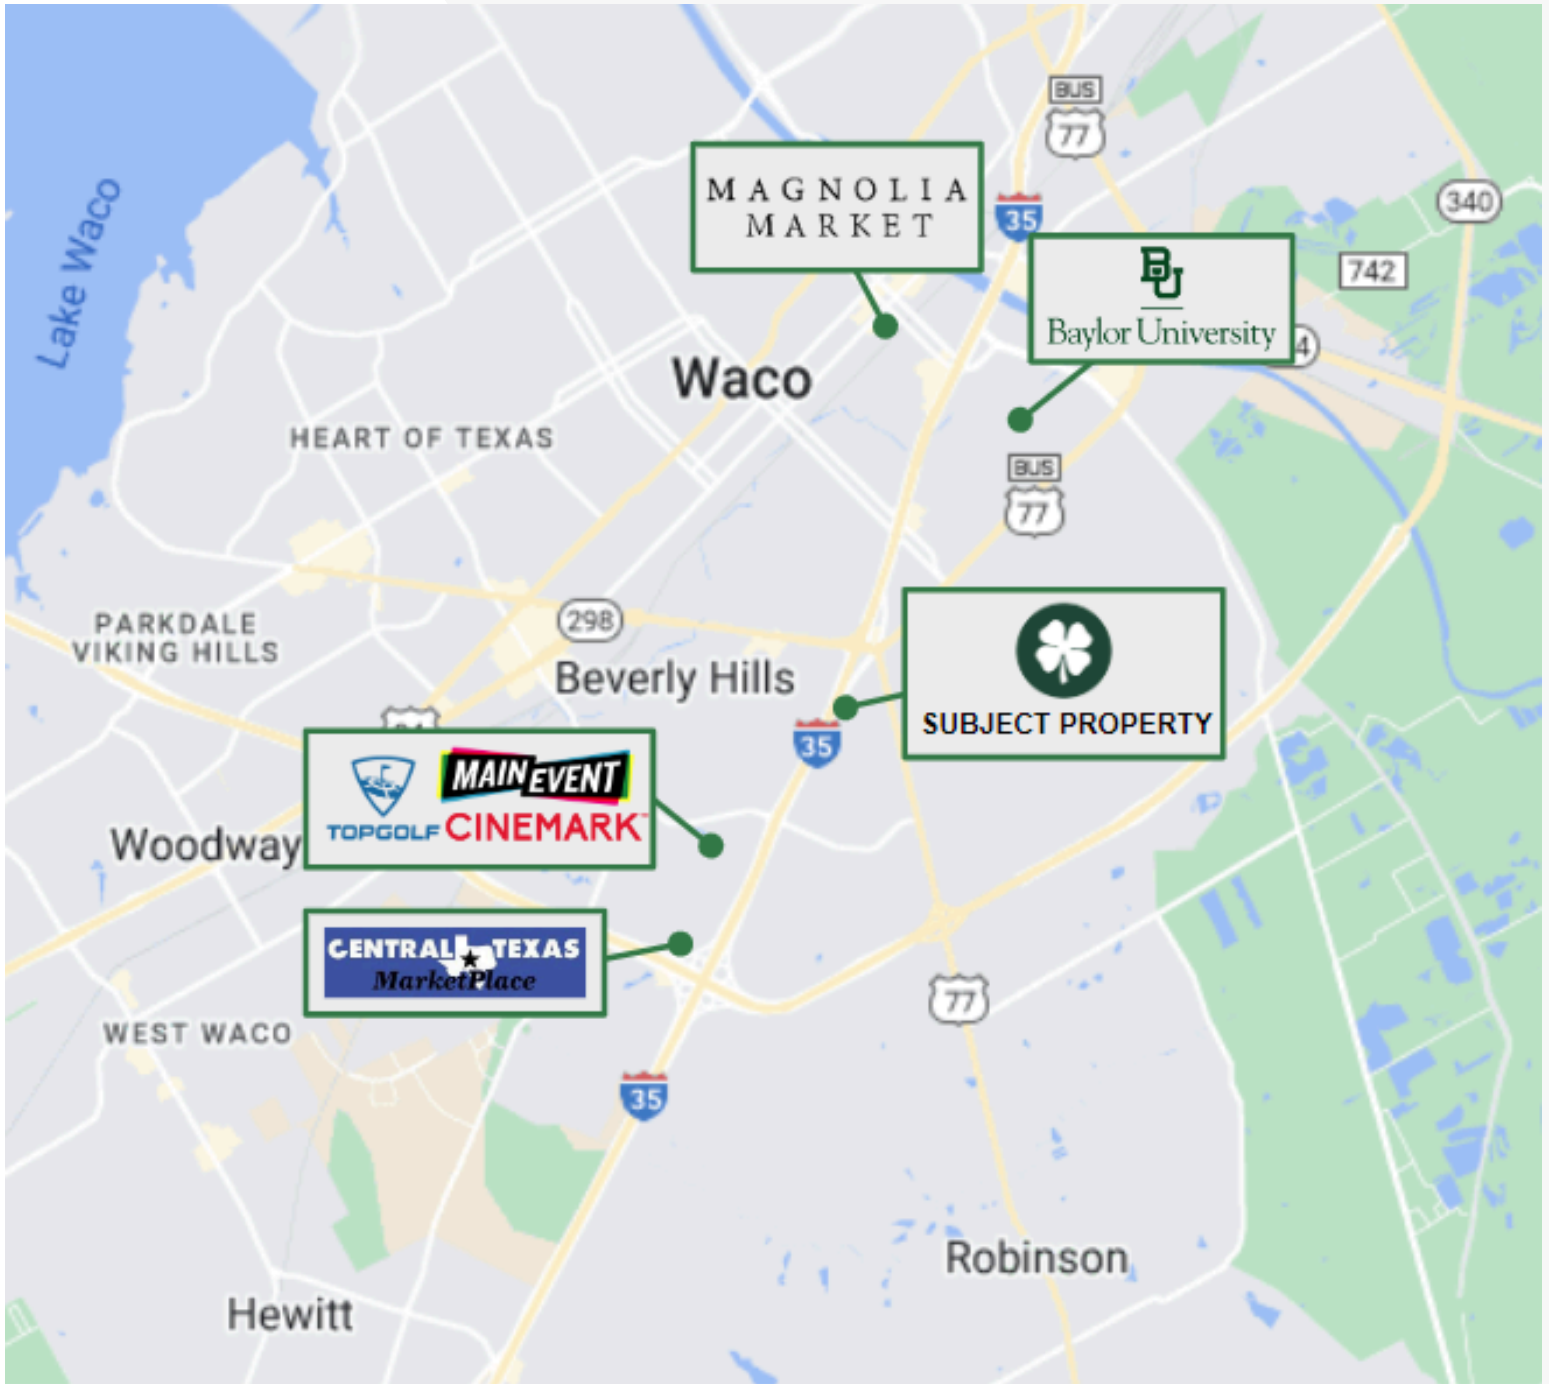 BUS
77
MAGNOLIA
MARKET
35
340
742
BU
Baylor University
4
Lake Waco
Waco
HEART OF TEXAS
BUS
77
298
PARKDALE
VIKING HILLS
Beverly Hills
SUBJECT PROPERTY
35
MAIN EVENT
TOPGOLF CINEMARK
Woodway
CENTRAL TEXAS
MarketPlace
77
WEST WACO
35
Robinson
Hewitt